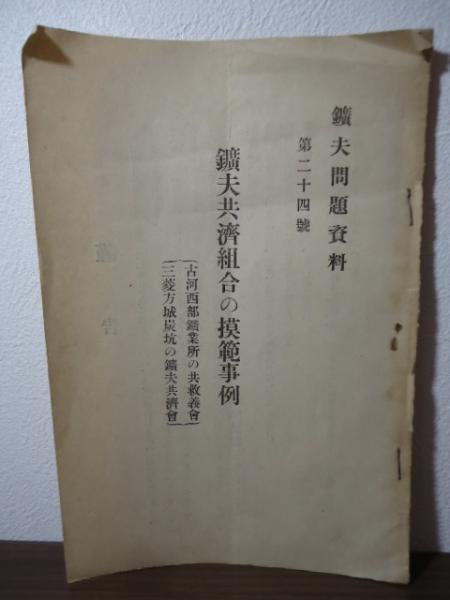 鑛夫問題資料
第二十四號
鑛夫共濟組合の摸範事例
古河西部鑛業所の共救義會
三菱方城炭坑の鑛夫共濟會